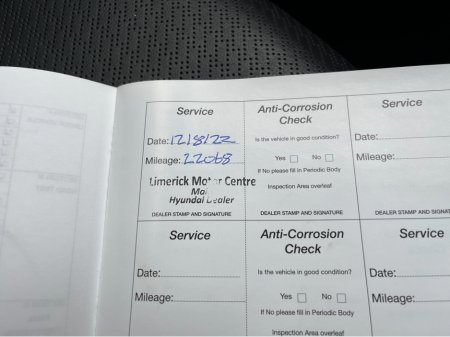 Service
Anti-Corrosion
Check
Service
Date: 12/8/22
Is the vehicle in good condition?
Date:
Mileage: 22068
Yes No
Mileage:
If No please fill in Periodic Body
Limerick Motor Centre
Inspection Area overleaf
Hyundai Dealer
DEALER STAMP AND SIGNATURE
DEALER STAMP AND SIGNATURE
DEALER STAMP AND SIGNATURE
Service
Anti-Corrosion
Check
Service
Date:
Is the vehicle in good condition?
Date:
Mileage:
Yes No
Mileage:
If No please fill in Periodic Body
Inspection Area overleaf